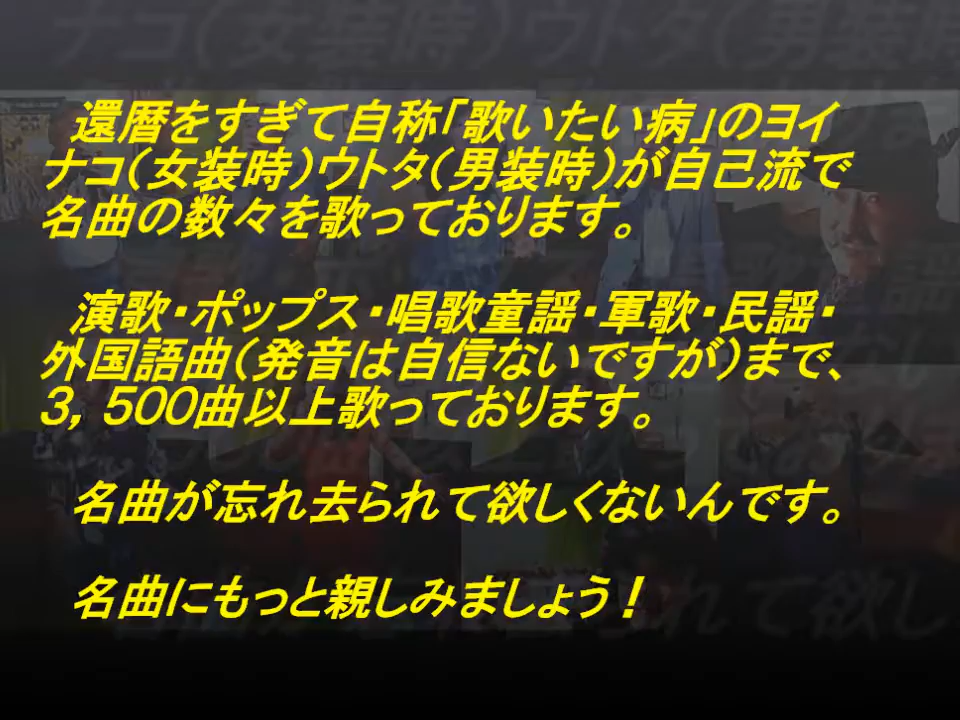 還暦をすぎて自称「歌いたい病」のヨイ
ナコ(女装時)ウトタ(男装時)が自己流で
名曲の数々を歌っております。
演歌・ポップス・唱歌童謡・軍歌・民謡・
外国語曲(発音は自信ないですが)まで、
3,500曲以上歌っております。
名曲が忘れ去られて欲しくないんです。
名曲にもっと親しみましょう!